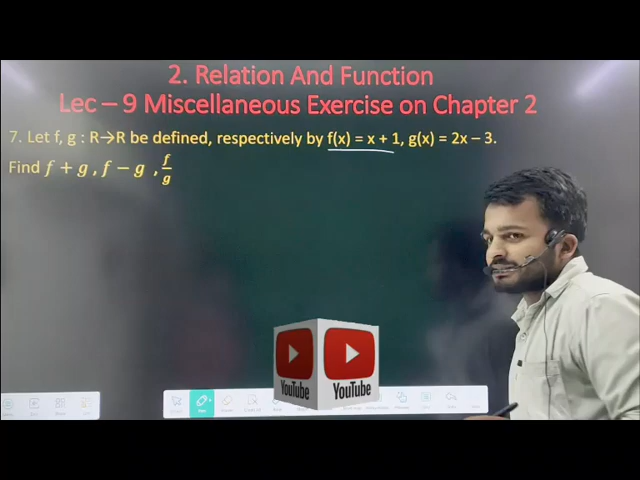 2. Relation And Function
Lec – 9 Miscellaneous Exercise on Chapter 2
7. Let f, g : R→R be defined, respectively by f(x) = x + 1, g(x) = 2x – 3.
Find f + g , f − g , f/g
YouTube YouTube